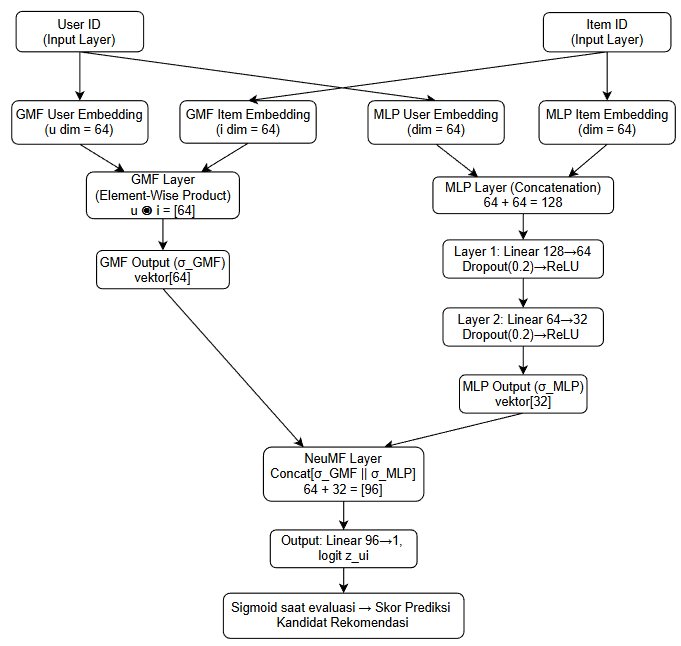 User ID
(Input Layer)
Item ID
(Input Layer)
GMF User Embedding
(u dim = 64)
GMF Item Embedding
(i dim = 64)
MLP User Embedding
(dim = 64)
MLP Item Embedding
(dim = 64)
GMF Layer
(Element-Wise Product)
u ◉ i = [64]
MLP Layer (Concatenation)
64 + 64 = 128
GMF Output (σ_GMF)
vektor[64]
Layer 1: Linear 128→64
Dropout(0.2)→ReLU
Layer 2: Linear 64→32
Dropout(0.2)→ReLU
MLP Output (σ_MLP)
vektor[32]
NeuMF Layer
Concat[σ_GMF || σ_MLP]
64 + 32 = [96]
Output: Linear 96→1,
logit z_ui
Sigmoid saat evaluasi → Skor Prediksi
Kandidat Rekomendasi